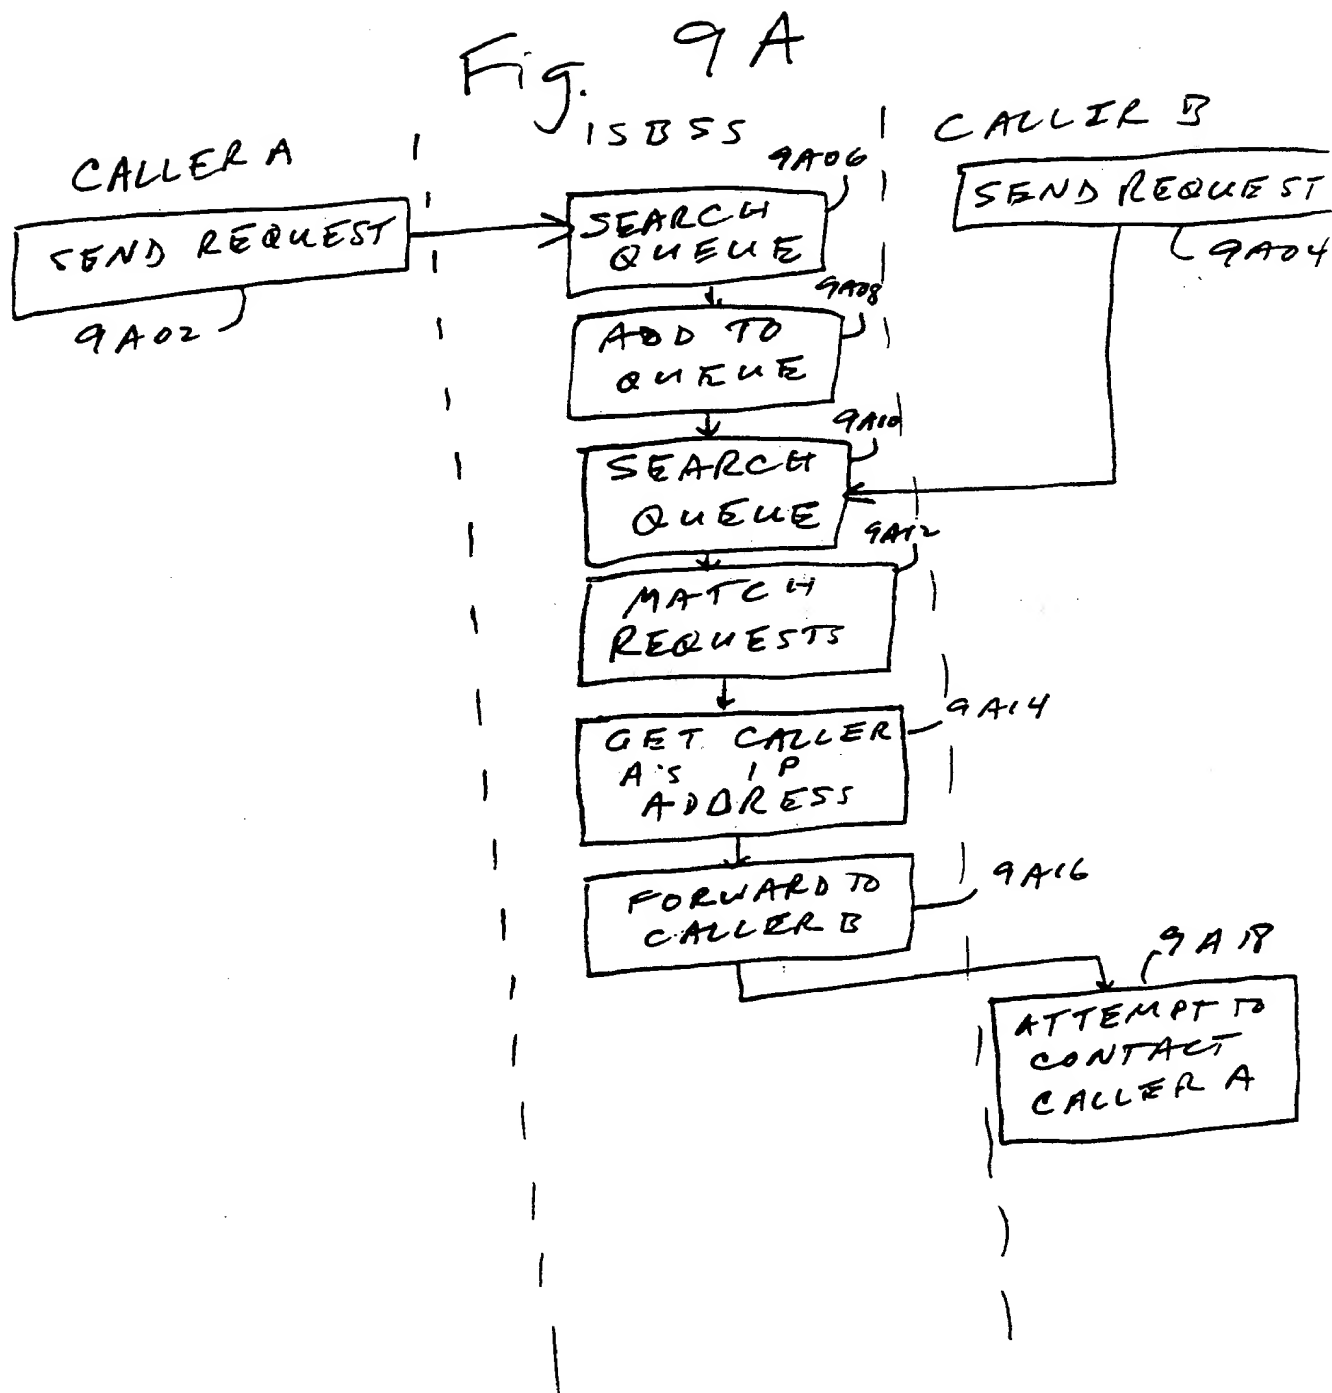 Fig. 9A
ISBSS
CALLER A
CALLER B
9A06
SEND REQUEST
SEND REQUEST
SEARCH
QUEUE
9A04
9A02
9A08
ADD TO
QUEUE
9A10
SEARCH
QUEUE
9A12
MATCH
REQUESTS
9A14
GET CALLER
A's IP
ADDRESS
9A16
FORWARD TO
CALLER B
9A18
ATTEMPT TO
CONTACT
CALLER A